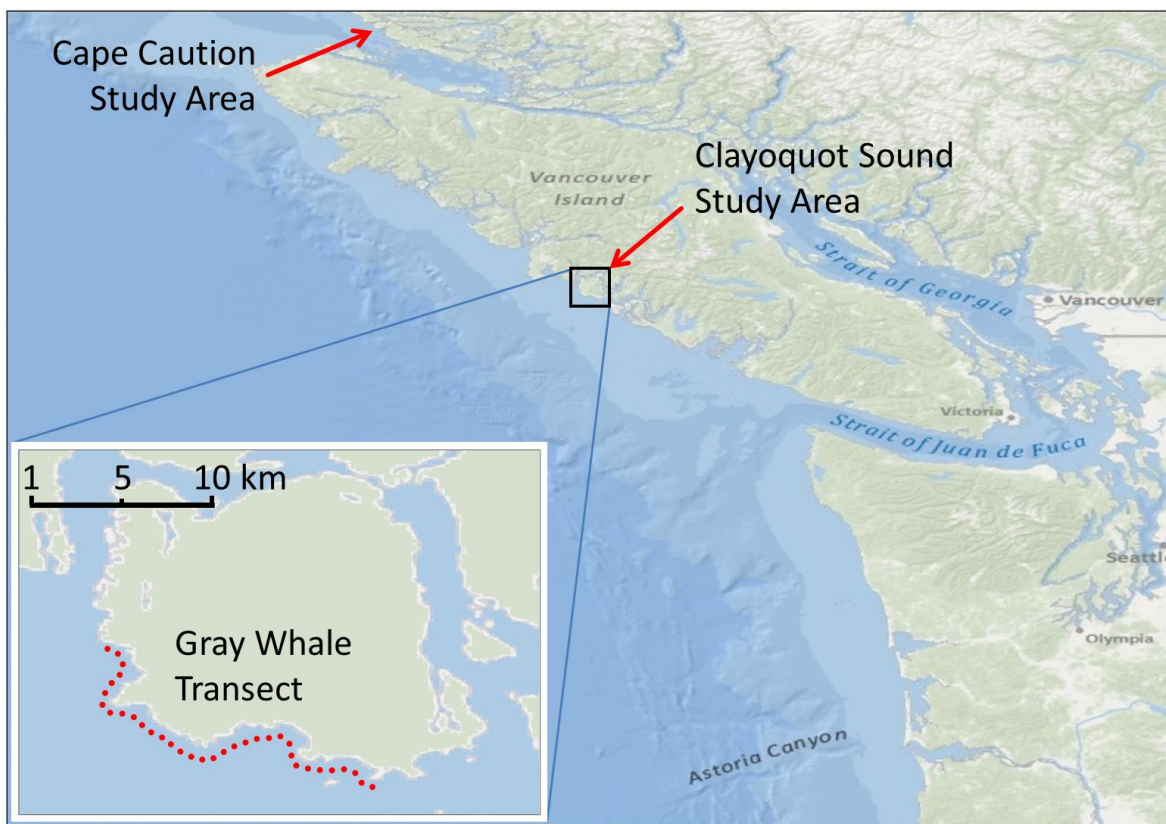 Cape Caution
Study Area
Clayoquot Sound
Study Area
Vancouver
Island
Strait of Georgia
Vancouver
Victoria
Strait of Juan de Fuca
1 5 10 km
Gray Whale
Transect
Seattle
Olympia
Astoria Canyon